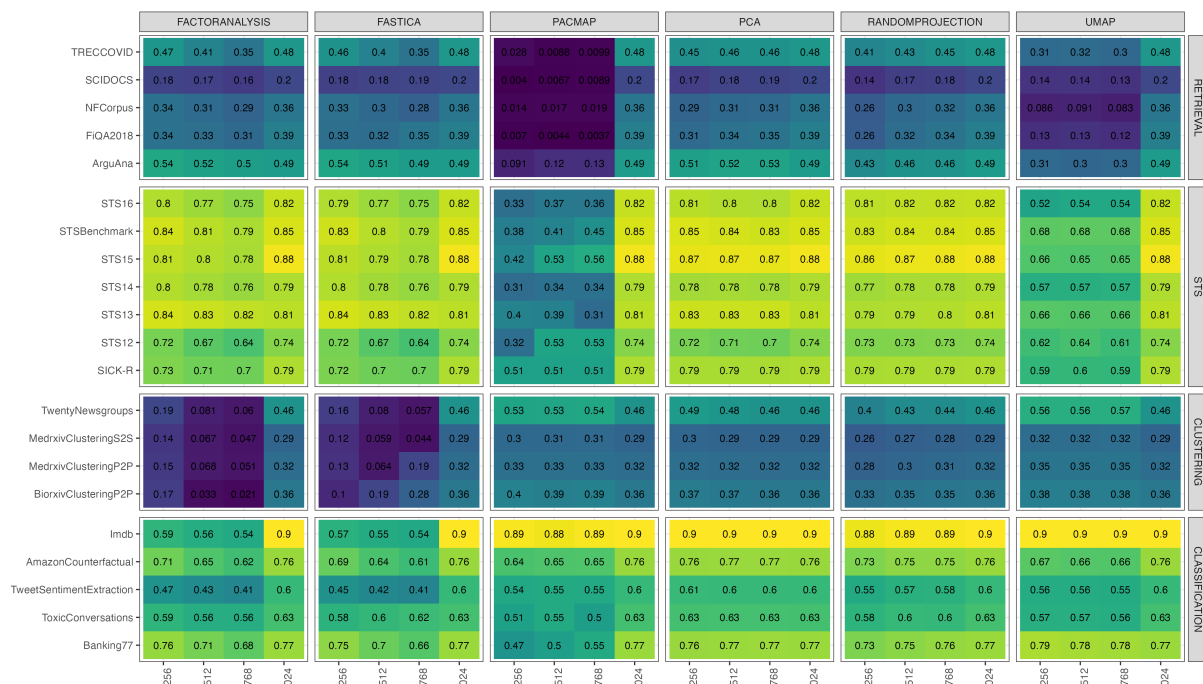 FACTORANALYSIS FASTICA PACMAP PCA RANDOMPROJECTION UMAP
TRECCOVID 0.47 0.41 0.35 0.48 0.46 0.4 0.35 0.48 0.028 0.0088 0.0099 0.48 0.45 0.46 0.46 0.48 0.41 0.43 0.45 0.48 0.31 0.32 0.3 0.48
SCIDOCS 0.18 0.17 0.16 0.2 0.18 0.18 0.19 0.2 0.004 0.0067 0.0089 0.2 0.17 0.18 0.19 0.2 0.14 0.17 0.18 0.2 0.14 0.14 0.13 0.2
NFCorpus 0.34 0.31 0.29 0.36 0.33 0.3 0.28 0.36 0.014 0.017 0.019 0.36 0.29 0.31 0.31 0.36 0.26 0.3 0.32 0.36 0.086 0.091 0.083 0.36
FiQA2018 0.34 0.33 0.31 0.39 0.33 0.32 0.35 0.39 0.007 0.0044 0.0037 0.39 0.31 0.34 0.35 0.39 0.26 0.32 0.34 0.39 0.13 0.13 0.12 0.39
ArguAna 0.54 0.52 0.5 0.49 0.54 0.51 0.49 0.49 0.091 0.12 0.13 0.49 0.51 0.52 0.53 0.49 0.43 0.46 0.46 0.49 0.31 0.3 0.3 0.49
RETRIEVAL
STS16 0.8 0.77 0.75 0.82 0.79 0.77 0.75 0.82 0.33 0.37 0.36 0.82 0.81 0.8 0.8 0.82 0.81 0.82 0.82 0.82 0.52 0.54 0.54 0.82
STSBenchmark 0.84 0.81 0.79 0.85 0.83 0.8 0.79 0.85 0.38 0.41 0.45 0.85 0.85 0.84 0.83 0.85 0.83 0.84 0.84 0.85 0.68 0.68 0.68 0.85
STS15 0.81 0.8 0.78 0.88 0.81 0.79 0.78 0.88 0.42 0.53 0.56 0.88 0.87 0.87 0.87 0.88 0.86 0.87 0.88 0.88 0.66 0.65 0.65 0.88
STS14 0.8 0.78 0.76 0.79 0.8 0.78 0.76 0.79 0.31 0.34 0.34 0.79 0.78 0.78 0.78 0.79 0.77 0.78 0.78 0.79 0.57 0.57 0.57 0.79
STS13 0.84 0.83 0.82 0.81 0.84 0.83 0.82 0.81 0.4 0.39 0.31 0.81 0.83 0.83 0.83 0.81 0.79 0.79 0.8 0.81 0.66 0.66 0.66 0.81
STS12 0.72 0.67 0.64 0.74 0.72 0.67 0.64 0.74 0.32 0.53 0.53 0.74 0.72 0.71 0.7 0.74 0.73 0.73 0.73 0.74 0.62 0.64 0.61 0.74
SICK-R 0.73 0.71 0.7 0.79 0.72 0.7 0.7 0.79 0.51 0.51 0.51 0.79 0.79 0.79 0.79 0.79 0.79 0.79 0.79 0.79 0.59 0.6 0.59 0.79
STS
TwentyNewsgroups 0.19 0.081 0.06 0.46 0.16 0.08 0.057 0.46 0.53 0.53 0.54 0.46 0.49 0.48 0.46 0.46 0.4 0.43 0.44 0.46 0.56 0.56 0.57 0.46
MedrxivClusteringS2S 0.14 0.067 0.047 0.29 0.12 0.059 0.044 0.29 0.3 0.31 0.31 0.29 0.3 0.29 0.29 0.29 0.26 0.27 0.28 0.29 0.32 0.32 0.32 0.29
MedrxivClusteringP2P 0.15 0.068 0.051 0.32 0.13 0.064 0.19 0.32 0.33 0.33 0.33 0.32 0.32 0.32 0.32 0.32 0.28 0.3 0.31 0.32 0.35 0.35 0.35 0.32
BiorxivClusteringP2P 0.17 0.033 0.021 0.36 0.1 0.19 0.28 0.36 0.4 0.39 0.39 0.36 0.37 0.37 0.36 0.36 0.33 0.35 0.35 0.36 0.38 0.38 0.38 0.36
CLUSTERING
Imdb 0.59 0.56 0.54 0.9 0.57 0.55 0.54 0.9 0.89 0.88 0.89 0.9 0.9 0.9 0.9 0.9 0.88 0.89 0.89 0.9 0.9 0.9 0.9 0.9
AmazonCounterfactual 0.71 0.65 0.62 0.76 0.69 0.64 0.61 0.76 0.64 0.65 0.65 0.76 0.76 0.77 0.77 0.76 0.73 0.75 0.75 0.76 0.67 0.66 0.66 0.76
TweetSentimentExtraction 0.47 0.43 0.41 0.6 0.45 0.42 0.41 0.6 0.54 0.55 0.55 0.6 0.61 0.6 0.6 0.6 0.55 0.57 0.58 0.6 0.56 0.56 0.55 0.6
ToxicConversations 0.59 0.56 0.56 0.63 0.58 0.6 0.62 0.63 0.51 0.55 0.5 0.63 0.63 0.63 0.63 0.63 0.58 0.6 0.6 0.63 0.57 0.57 0.56 0.63
Banking77 0.76 0.71 0.68 0.77 0.75 0.7 0.66 0.77 0.47 0.5 0.55 0.77 0.76 0.77 0.77 0.77 0.73 0.75 0.76 0.77 0.79 0.78 0.78 0.77
CLASSIFICATION
256 512 768 024 256 512 768 024 256 512 768 024 256 512 768 024 256 512 768 024 256 512 768 024